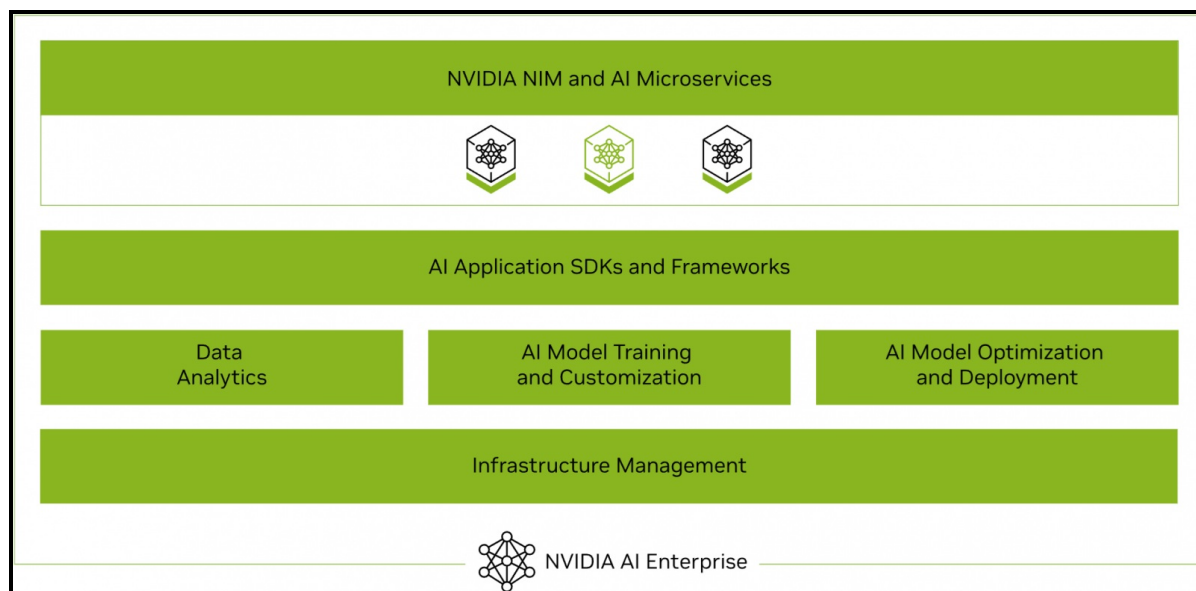 NVIDIA NIM and AI Microservices
AI Application SDKs and Frameworks
Data
Analytics
AI Model Training
and Customization
AI Model Optimization
and Deployment
Infrastructure Management
NVIDIA AI Enterprise